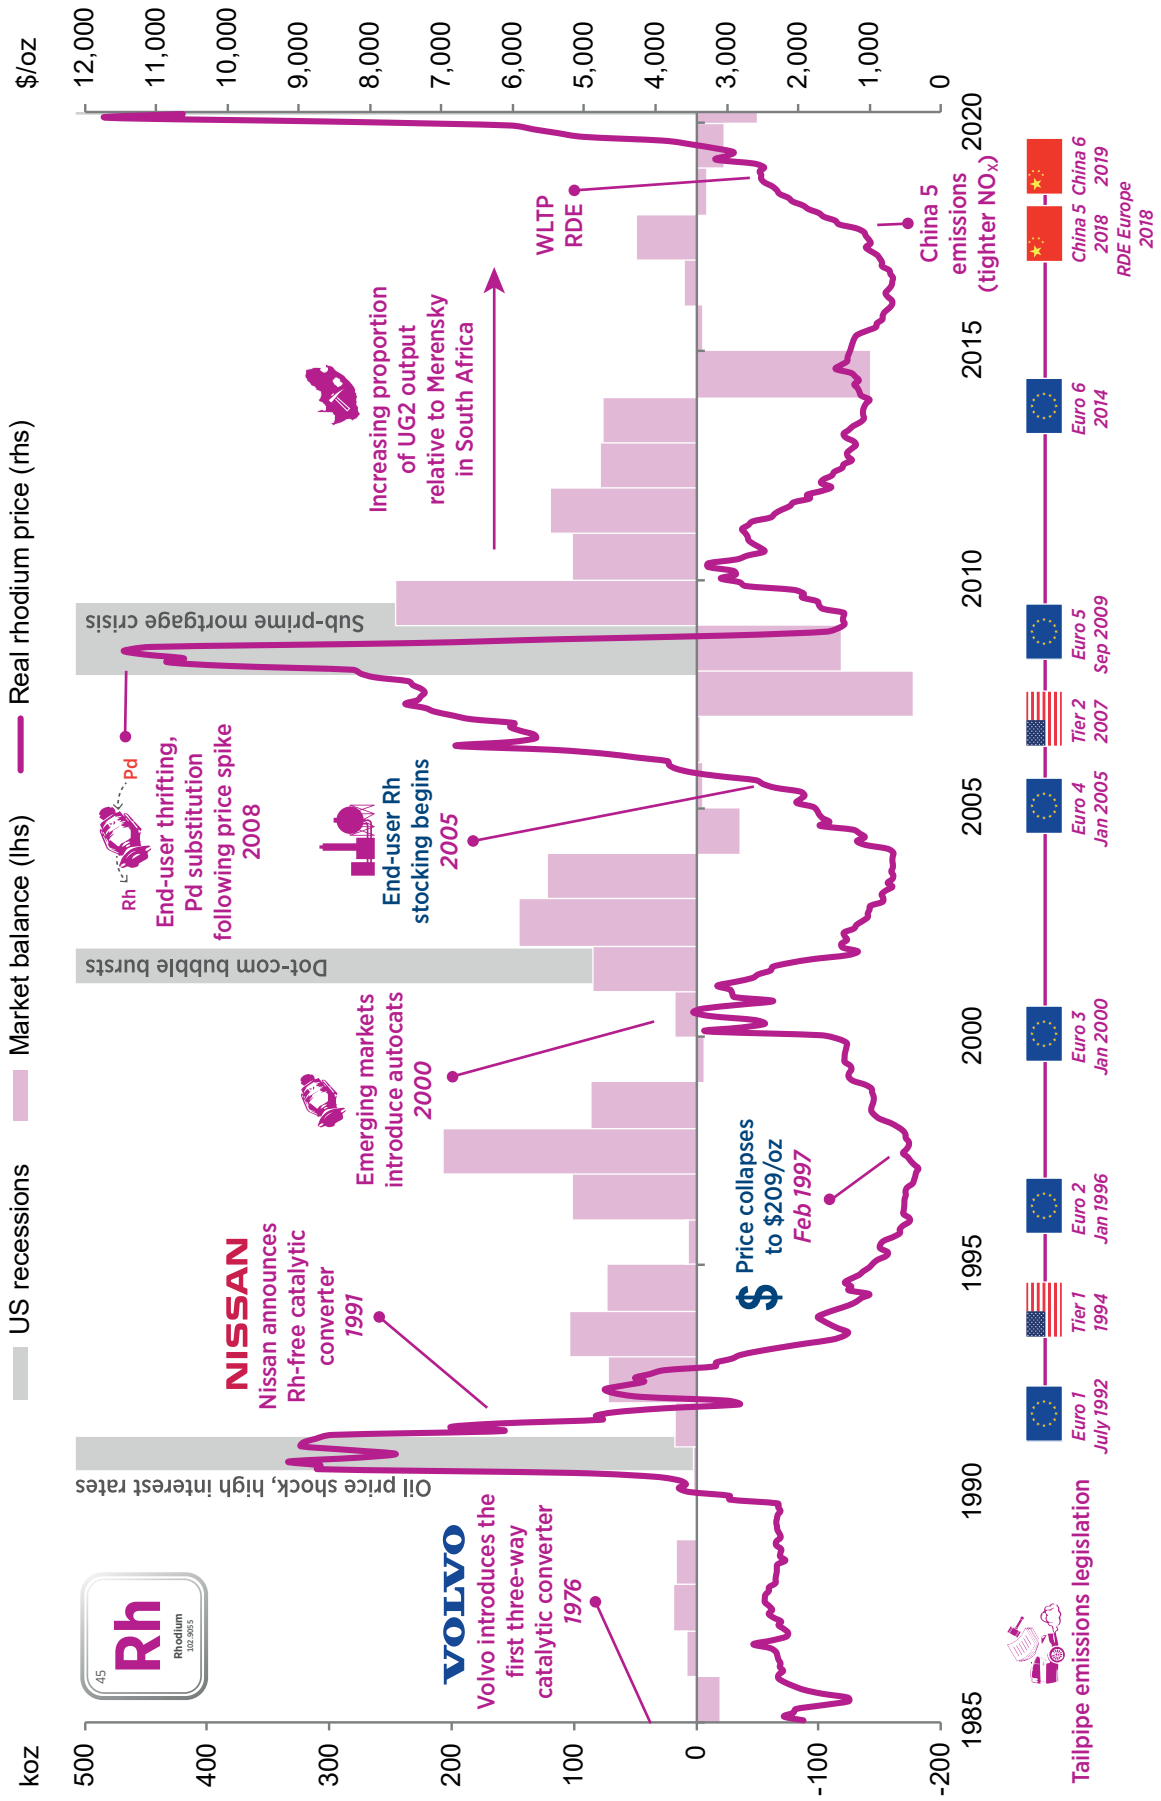 US recessions
Market balance (lhs)
Real rhodium price (rhs)
koz
$/oz
500
400
300
200
100
0
-100
-200
12,000
11,000
10,000
9,000
8,000
7,000
6,000
5,000
4,000
3,000
2,000
1,000
0
1985
1990
1995
2000
2005
2010
2015
2020
45
Rh
Rhodium
102.9055
VOLVO
Volvo introduces the
first three-way
catalytic converter
1976
Oil price shock, high interest rates
NISSAN
Nissan announces
Rh-free catalytic
converter
1991
$ Price collapses
to $209/oz
Feb 1997
Emerging markets
introduce autocats
2000
Dot-com bubble bursts
Rh
Pd
End-user thrifting,
Pd substitution
following price spike
2008
End-user Rh
stocking begins
2005
Sub-prime mortgage crisis
Increasing proportion
of UG2 output
relative to Merensky
in South Africa
WLTP
RDE
China 5
emissions
(tighter NOx)
Tailpipe emissions legislation
Euro 1
July 1992
Tier 1
1994
Euro 2
Jan 1996
Euro 3
Jan 2000
Euro 4
Jan 2005
Tier 2
2007
Euro 5
Sep 2009
Euro 6
2014
China 5
2018
RDE Europe
2018
China 6
2019